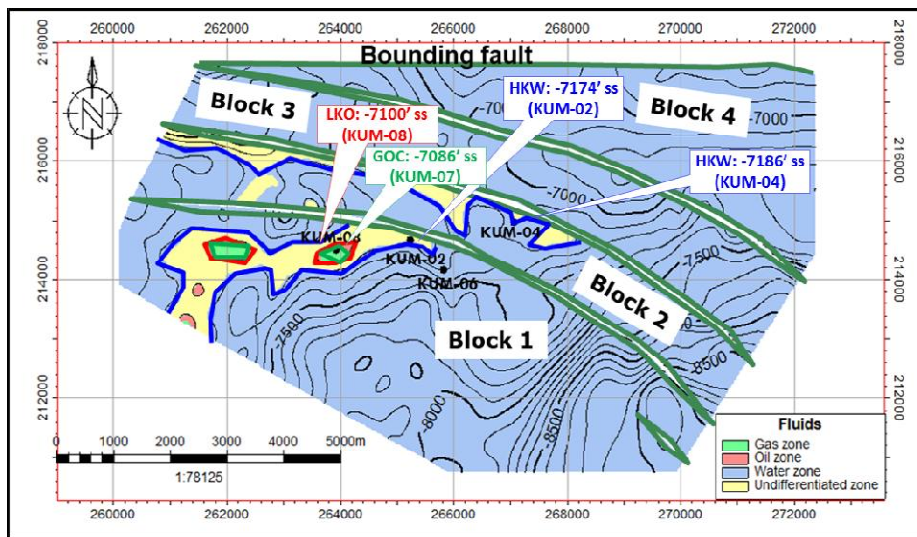 260000 262000 264000 266000 268000 270000 272000
218000
218000
Bounding fault
HKW: -7174' ss
(KUM-02)
Block 3
Block 4
LKO: -7100' ss
(KUM-08)
-7000
GOC: -7086' ss
(KUM-07)
HKW: -7186' ss
(KUM-04)
216000
216000
-7000
KUM-04
KUM-02
KUM-06
-7500
214000
214000
Block 2
Block 1
-7500
-8500
-8000
-8500
212000
212000
0 1000 2000 3000 4000 5000m
1:78125
Fluids
Gas zone
Oil zone
Water zone
Undifferentiated zone
260000 262000 264000 266000 268000 270000 272000